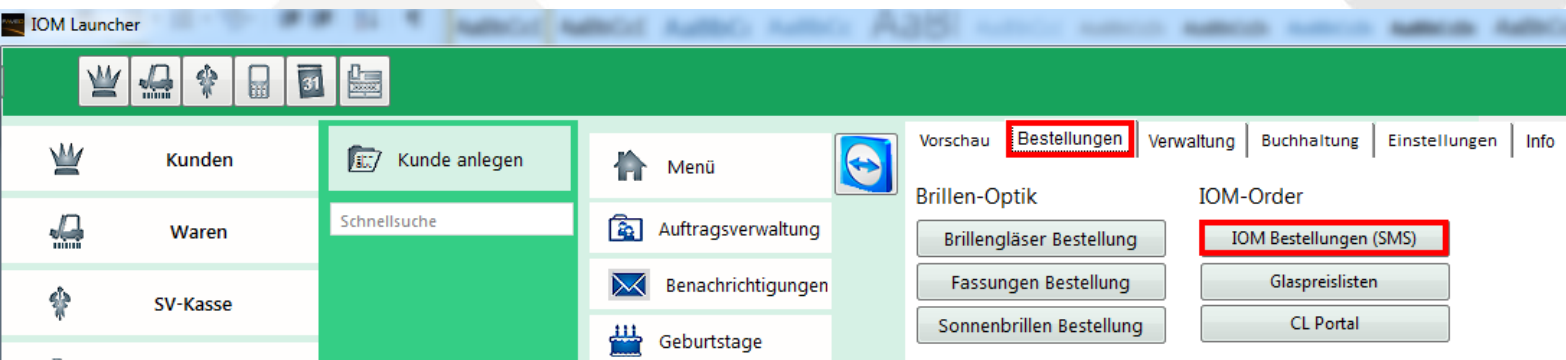 IOM Launcher
31
Kunden
Waren
SV-Kasse
Kunde anlegen
Schnellsuche
Menü
Auftragsverwaltung
Benachrichtigungen
Geburtstage
Vorschau Bestellungen Verwaltung Buchhaltung Einstellungen Info
Brillen-Optik
Brillengläser Bestellung
Fassungen Bestellung
Sonnenbrillen Bestellung
IOM-Order
IOM Bestellungen (SMS)
Glaspreislisten
CL Portal